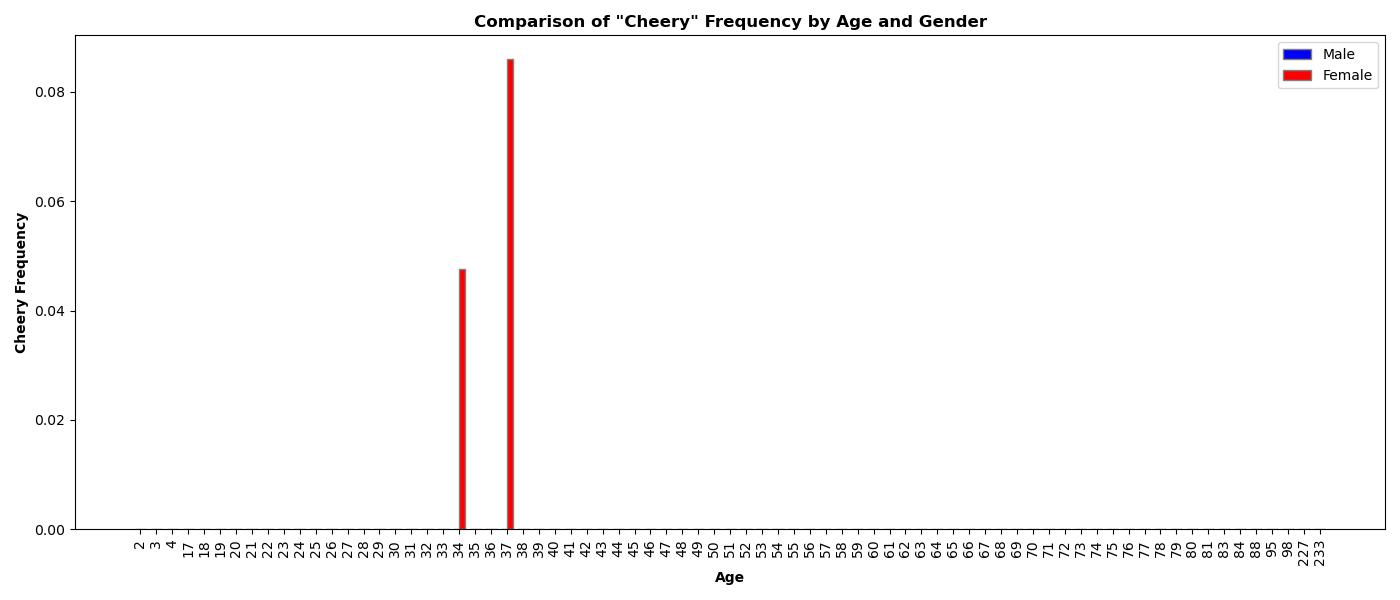 Comparison of "Cheery" Frequency by Age and Gender
Male
Female
Cheery Frequency
0.08
0.06
0.04
0.02
0.00
2 3 4 17 18 19 20 21 22 23 24 25 26 27 28 29 30 31 32 33 34 35 36 37 38 39 40 41 42 43 44 45 46 47 48 49 50 51 52 53 54 55 56 57 58 59 60 61 62 63 64 65 66 67 68 69 70 71 72 73 74 75 76 77 78 79 80 81 83 84 88 95 98 227 233
Age